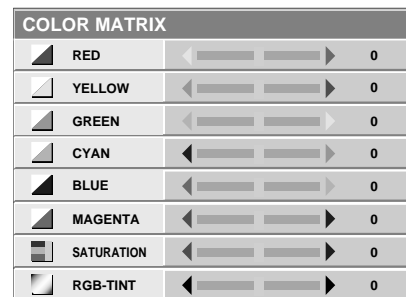 COLOR MATRIX
RED 0
YELLOW 0
GREEN 0
CYAN 0
BLUE 0
MAGENTA 0
SATURATION 0
RGB-TINT 0